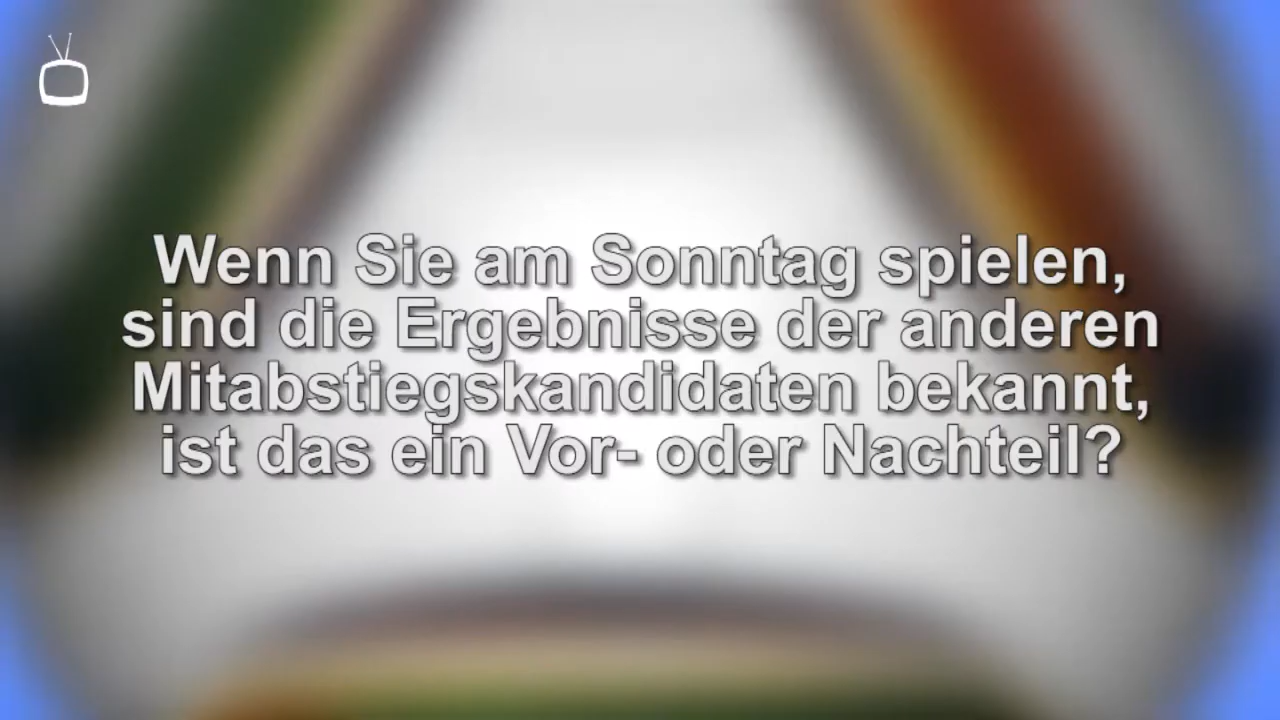 Wenn Sie am Sonntag spielen,
sind die Ergebnisse der anderen
Mitabstiegskandidaten bekannt,
ist das ein Vor- oder Nachteil?